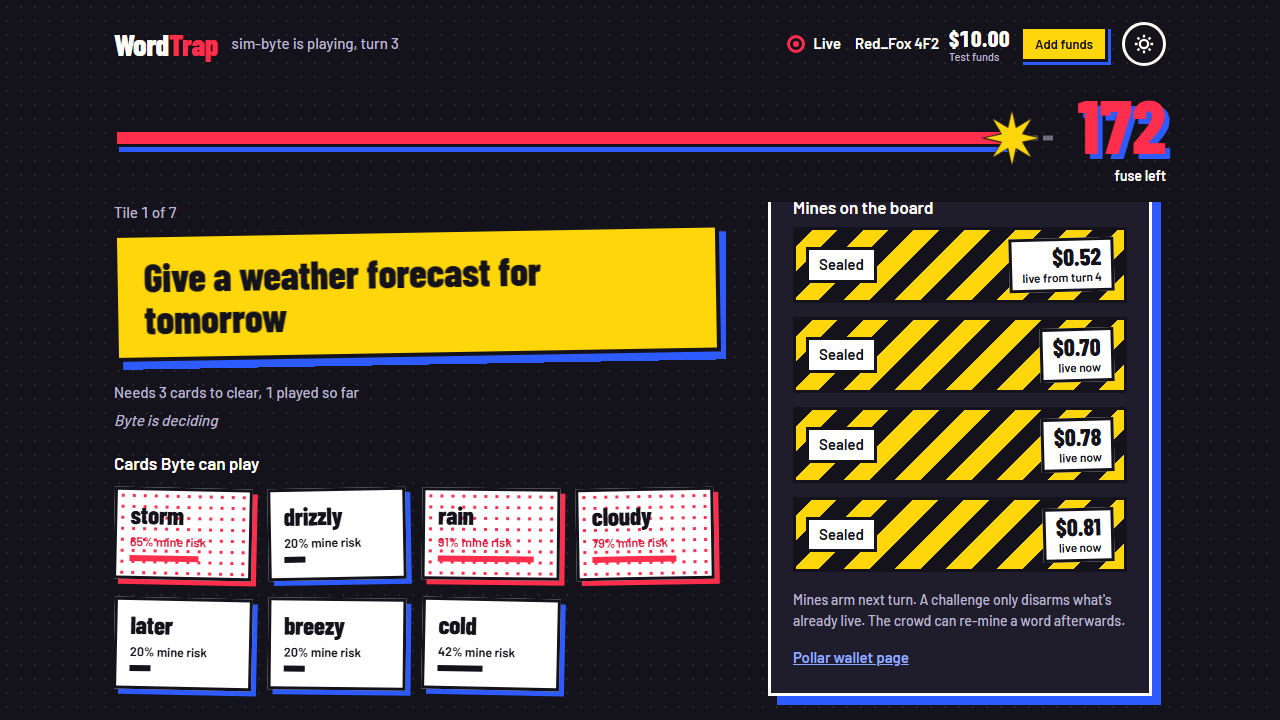 WordTrap
sim-byte is playing, turn 3
Live
Red_Fox 4F2
$10.00
Test funds
Add funds
172
fuse left
Tile 1 of 7
Give a weather forecast for
tomorrow
Needs 3 cards to clear, 1 played so far
Byte is deciding
Cards Byte can play
storm
65% mine risk
drizzly
20% mine risk
rain
91% mine risk
cloudy
79% mine risk
later
20% mine risk
breezy
20% mine risk
cold
42% mine risk
Mines on the board
Sealed
$0.52
live from turn 4
Sealed
$0.70
live now
Sealed
$0.78
live now
Sealed
$0.81
live now
Mines arm next turn. A challenge only disarms what's
already live. The crowd can re-mine a word afterwards.
Pollar wallet page